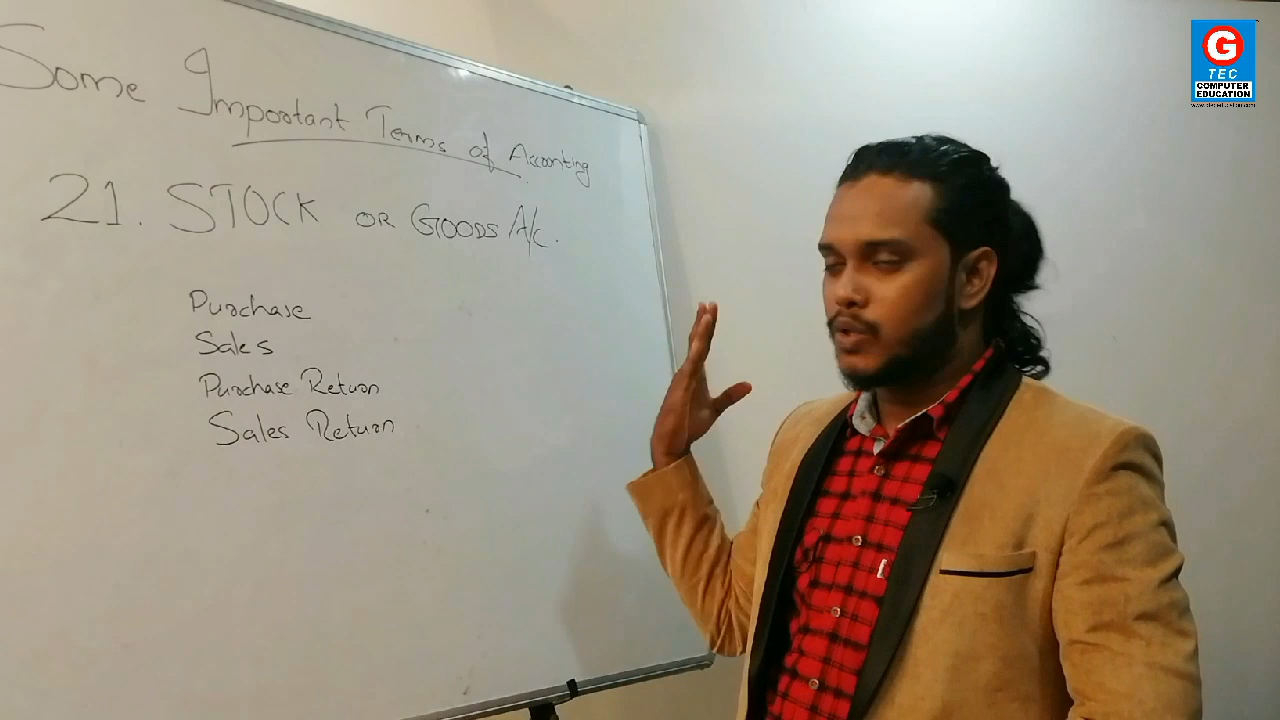 Some Important Terms of Accounting
21. STOCK OR GOODS A/c.
Purchase
Sales
Purchase Return
Sales Return
G
TEC
COMPUTER
EDUCATION